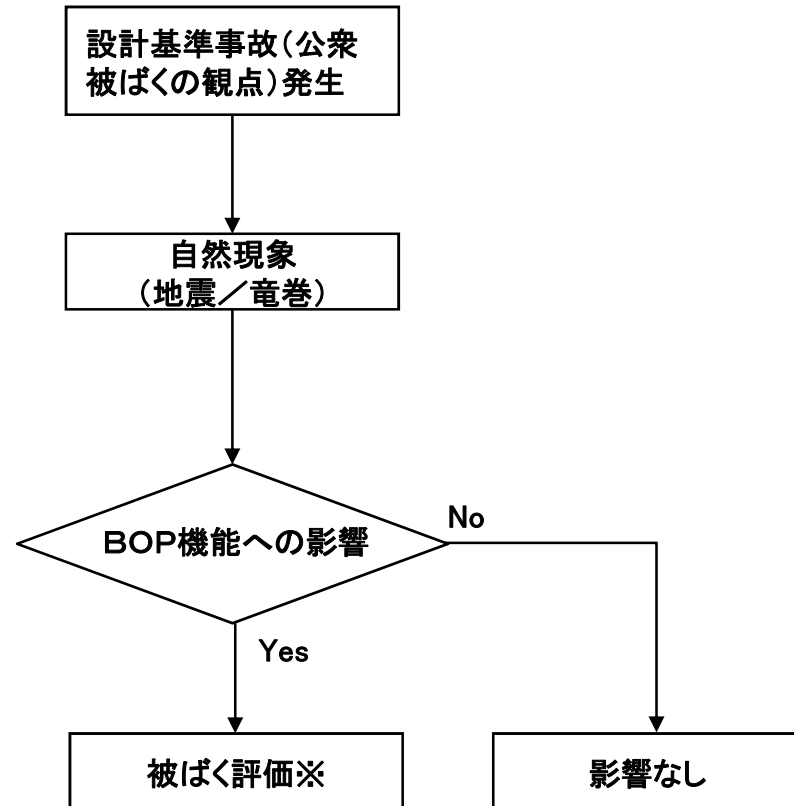 設計基準事故（公衆
被ばくの観点）発生
自然現象
（地震／竜巻）
BOP機能への影響
No
Yes
被ばく評価※
影響なし